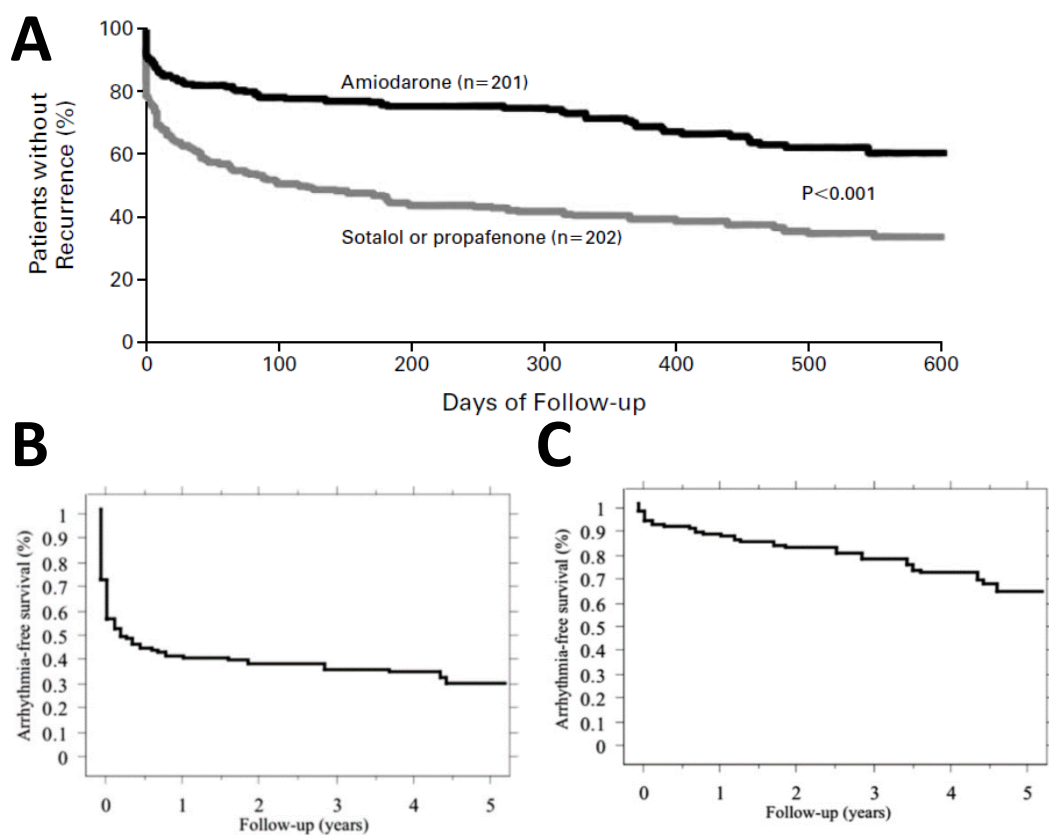 A
Patients without
Recurrence (%)
100
80
60
40
20
0
Amiodarone (n=201)
P<0.001
Sotalol or propafenone (n=202)
0 100 200 300 400 500 600
Days of Follow-up
B
Arrhythmia-free survival (%)
1
0.9
0.8
0.7
0.6
0.5
0.4
0.3
0.2
0.1
0
0 1 2 3 4 5
Follow-up (years)
C
Arrhythmia-free survival (%)
1
0.9
0.8
0.7
0.6
0.5
0.4
0.3
0.2
0.1
0
0 1 2 3 4 5
Follow-up (years)